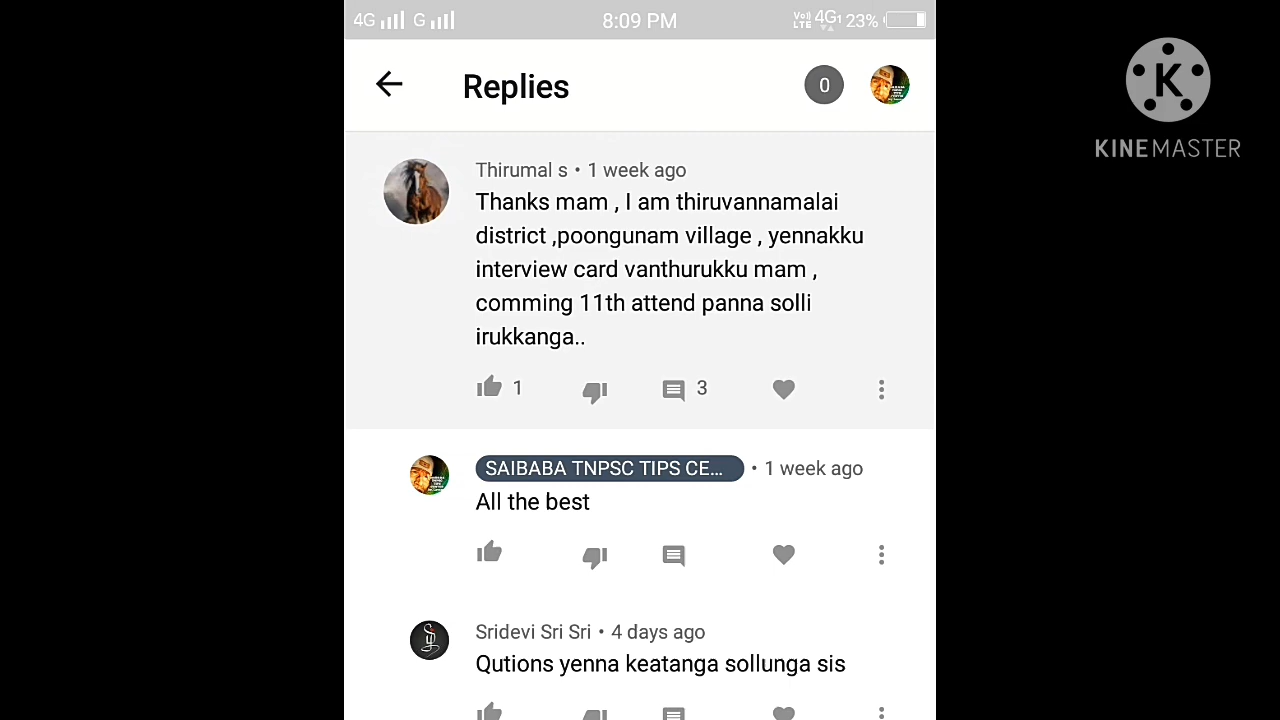 4G G 8:09 PM VoLTE 4G1 23%
Replies 0
K
KINEMASTER
Thirumal s • 1 week ago
Thanks mam , I am thiruvannamalai
district ,poongunam village , yennakku
interview card vanthurukku mam ,
comming 11th attend panna solli
irukkanga..
1 3
SAIBABA TNPSC TIPS CE... • 1 week ago
All the best
Sridevi Sri Sri • 4 days ago
Qutions yenna keatanga sollunga sis